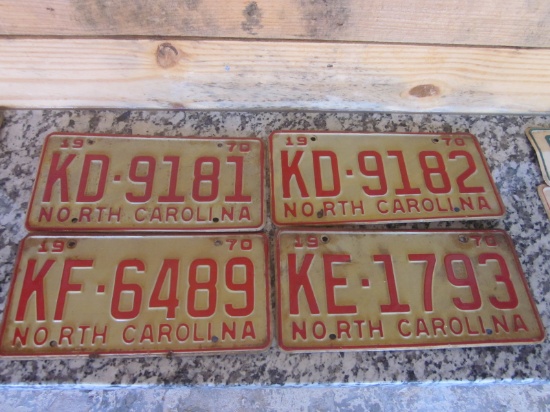 19 70
KD·9181
NORTH CAROLINA
19 70
KD·9182
NORTH CAROLINA
19 70
KF·6489
NORTH CAROLINA
19 70
KE·1793
NORTH CAROLINA